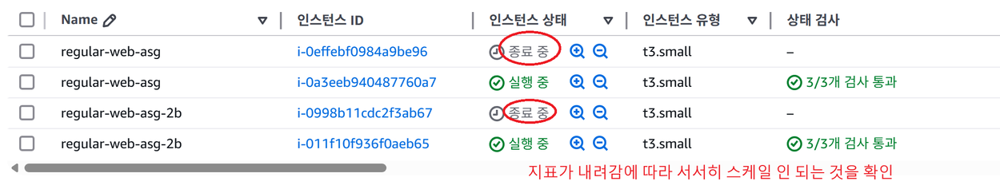 Name 인스턴스 ID 인스턴스 상태 인스턴스 유형 상태 검사
regular-web-asg i-0effebf0984a9be96 종료 중 t3.small –
regular-web-asg i-0a3eeb940487760a7 실행 중 t3.small 3/3개 검사 통과
regular-web-asg-2b i-0998b11cdc2f3ab67 종료 중 t3.small –
regular-web-asg-2b i-011f10f936f0aeb65 실행 중 t3.small 3/3개 검사 통과
지표가 내려감에 따라 서서히 스케일 인 되는 것을 확인